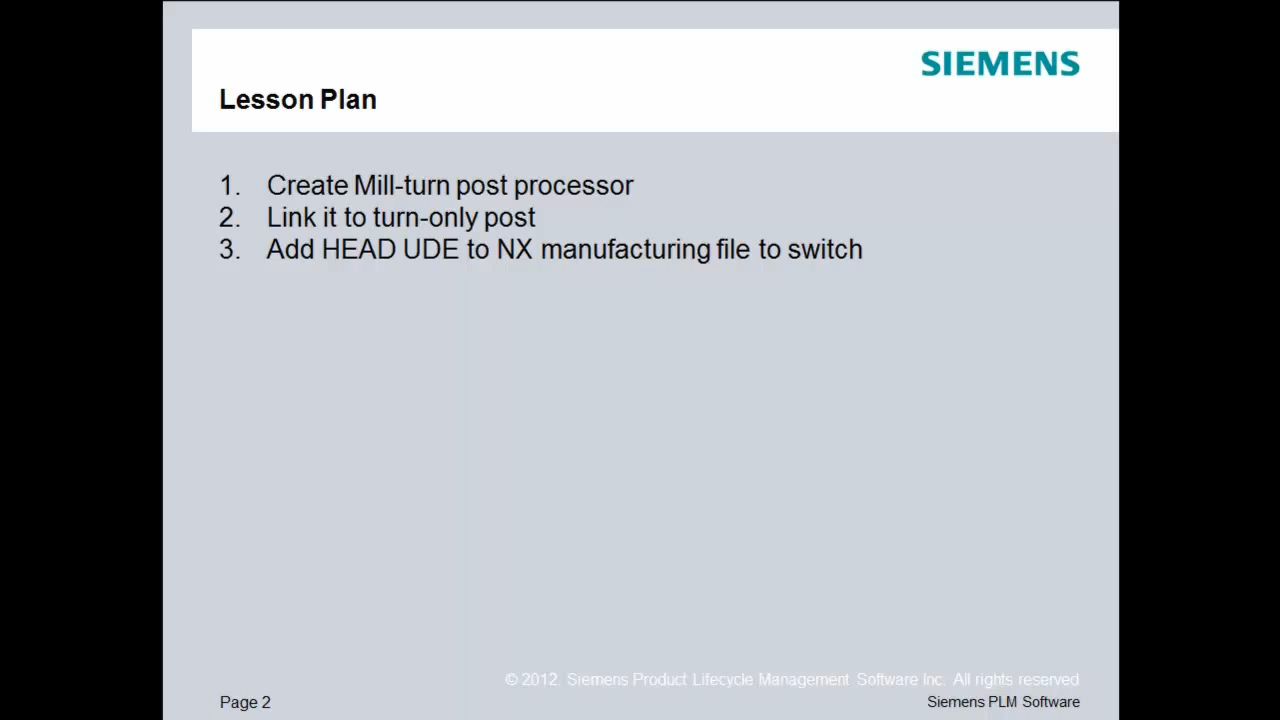 SIEMENS
Lesson Plan
1. Create Mill-turn post processor
2. Link it to turn-only post
3. Add HEAD UDE to NX manufacturing file to switch
© 2012. Siemens Product Lifecycle Management Software Inc. All rights reserved
Page 2
Siemens PLM Software